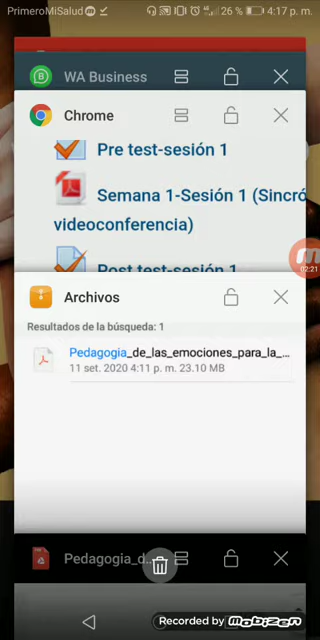 PrimeroMiSalud 26 % 4:17 p. m.
WA Business
Chrome
Pre test-sesión 1
Semana 1-Sesión 1 (Sincró
videoconferencia)
02:21
Post test-sesión 1
Archivos
Resultados de la búsqueda: 1
Pedagogia_de_las_emociones_para_la_...
11 set. 2020 4:11 p. m. 23.10 MB
Pedagogia_d...
Recorded by Mobizen